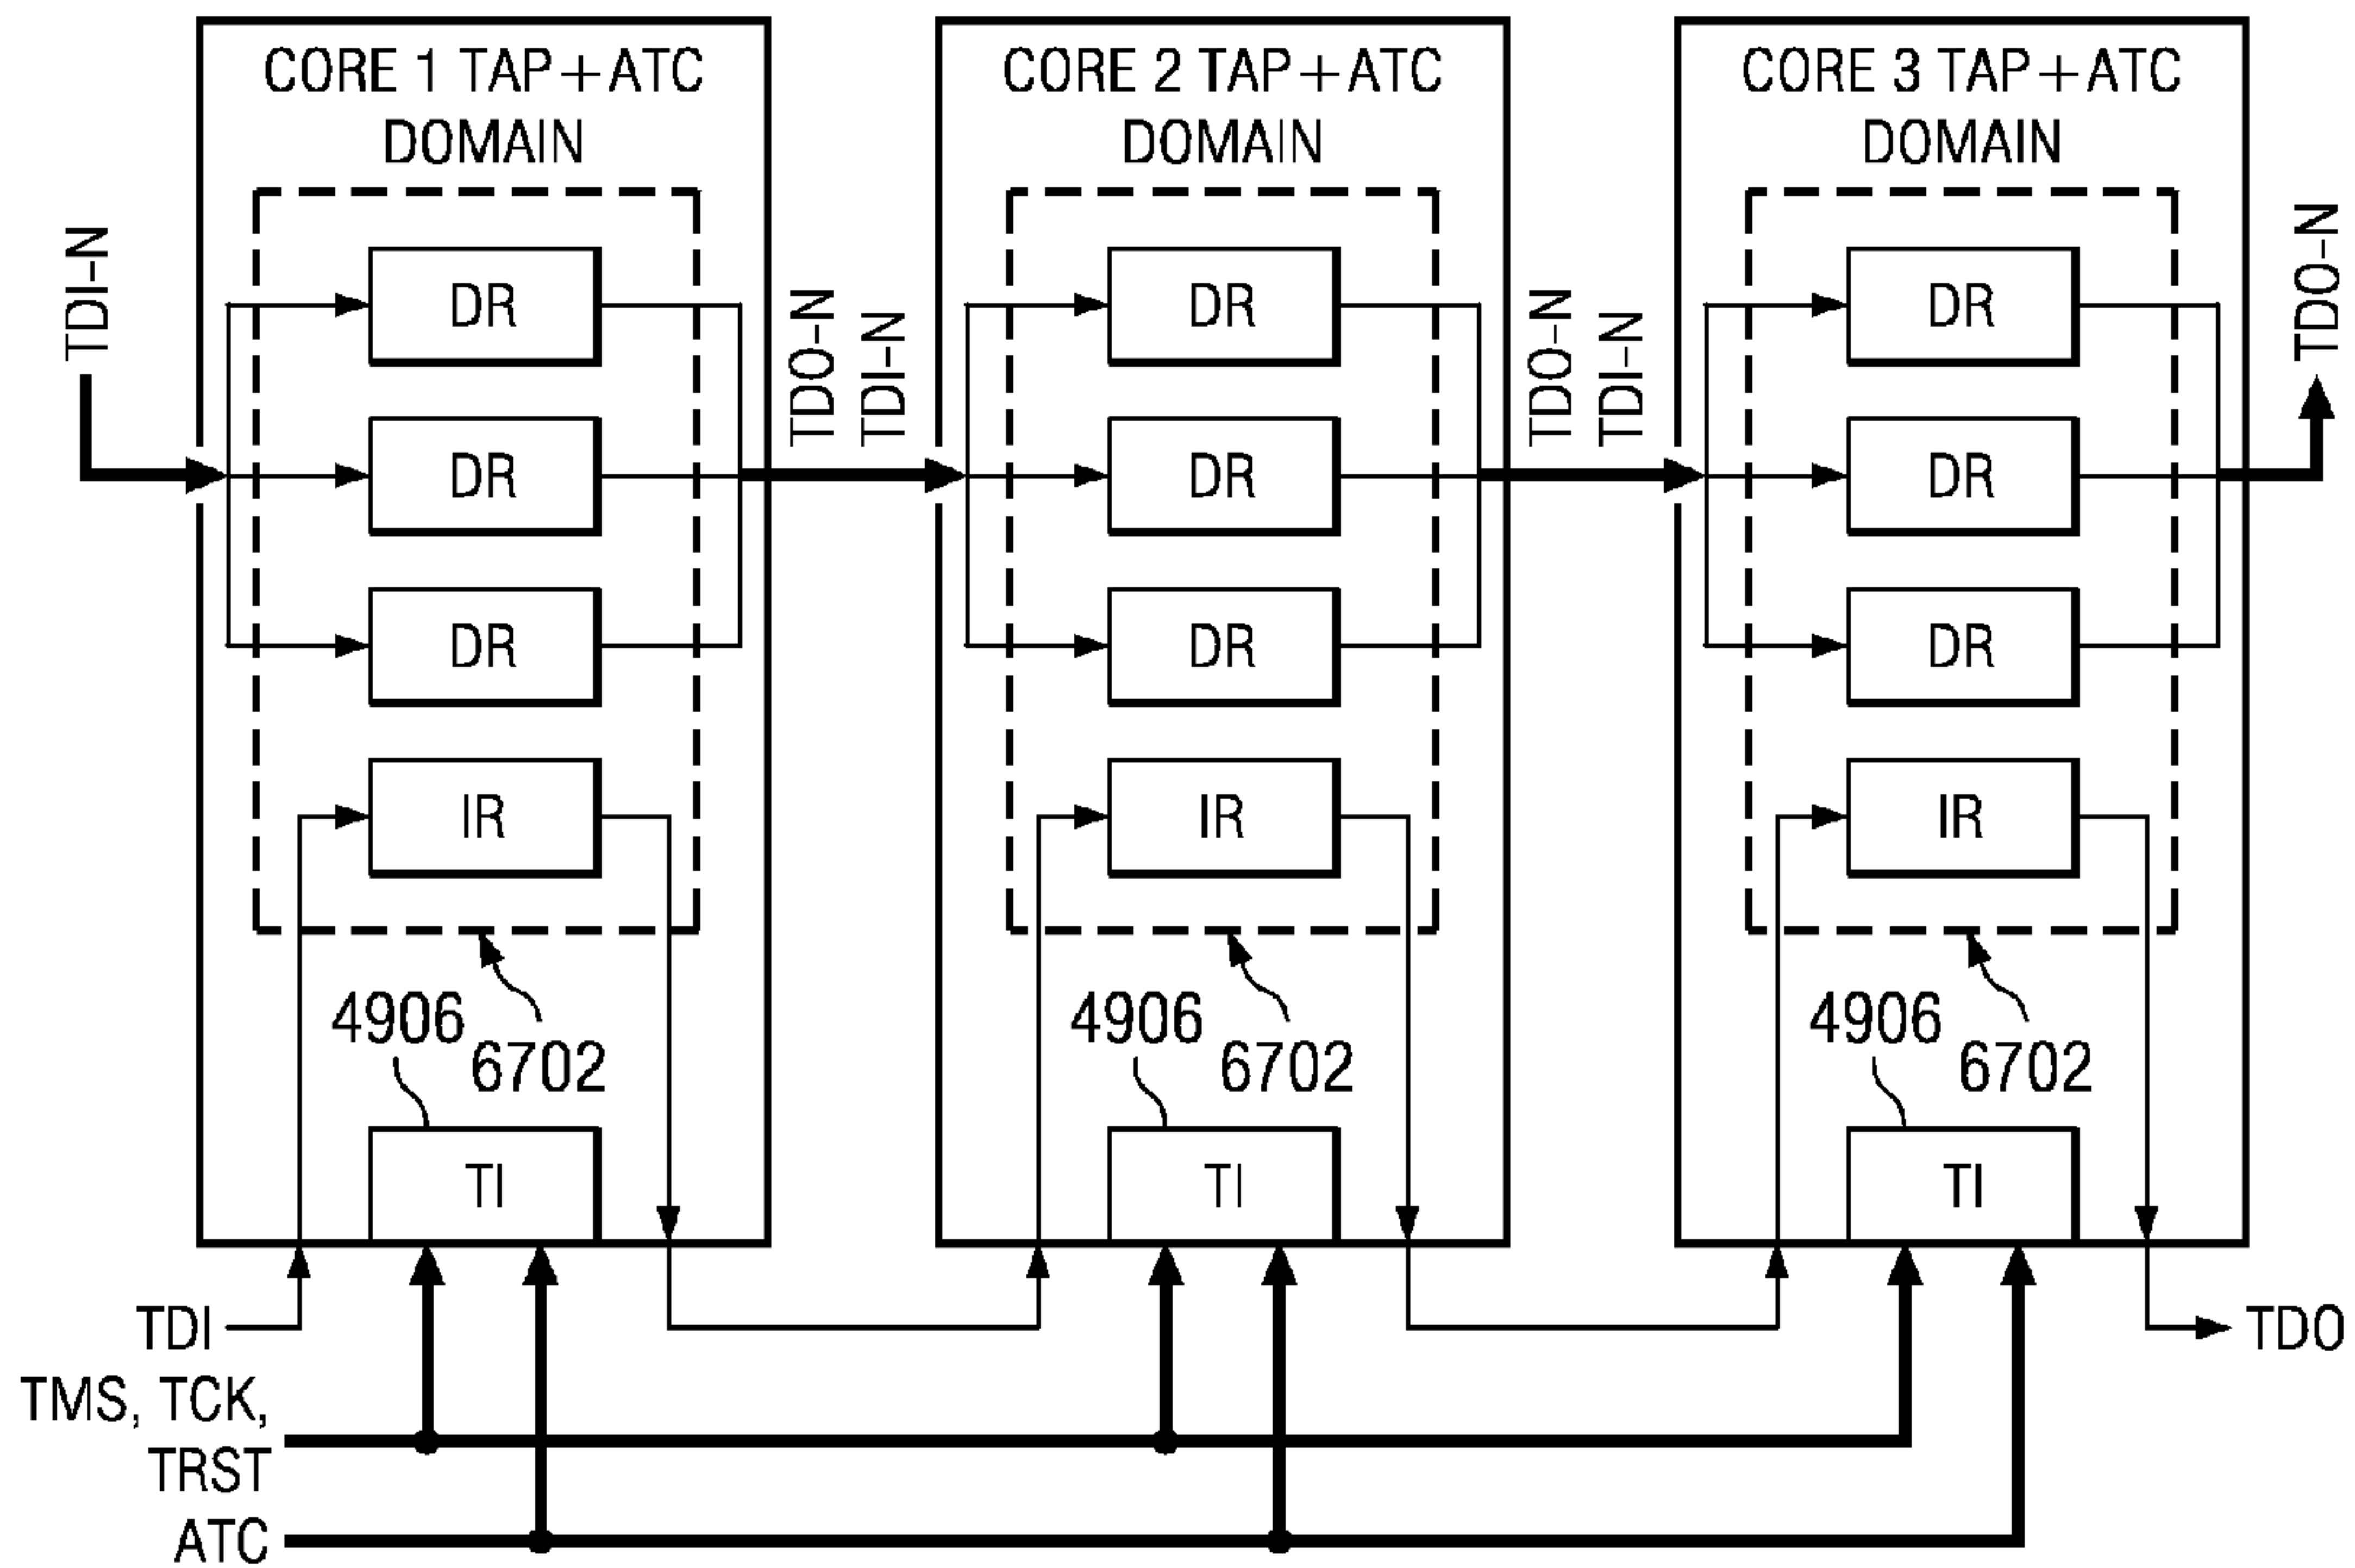 CORE 1 TAP+ATC
DOMAIN
CORE 2 TAP+ATC
DOMAIN
CORE 3 TAP+ATC
DOMAIN
TDI-N
TDO-N
TDI-N
TDO-N
TDI-N
TDO-N
DR
DR
DR
DR
DR
DR
DR
DR
DR
IR
IR
IR
4906
6702
4906
6702
4906
6702
TI
TI
TI
TDI
TDO
TMS, TCK,
TRST
ATC